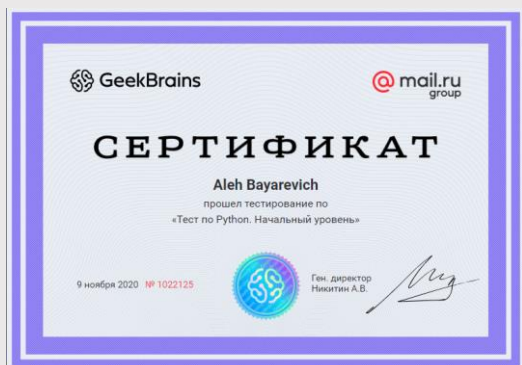 GeekBrains
@mail.ru
group
СЕРТИФИКАТ
Aleh Bayarevich
прошел тестирование по
«Тест по Python. Начальный уровень»
9 ноября 2020 № 1022125
Ген. директор
Никитин А.В.